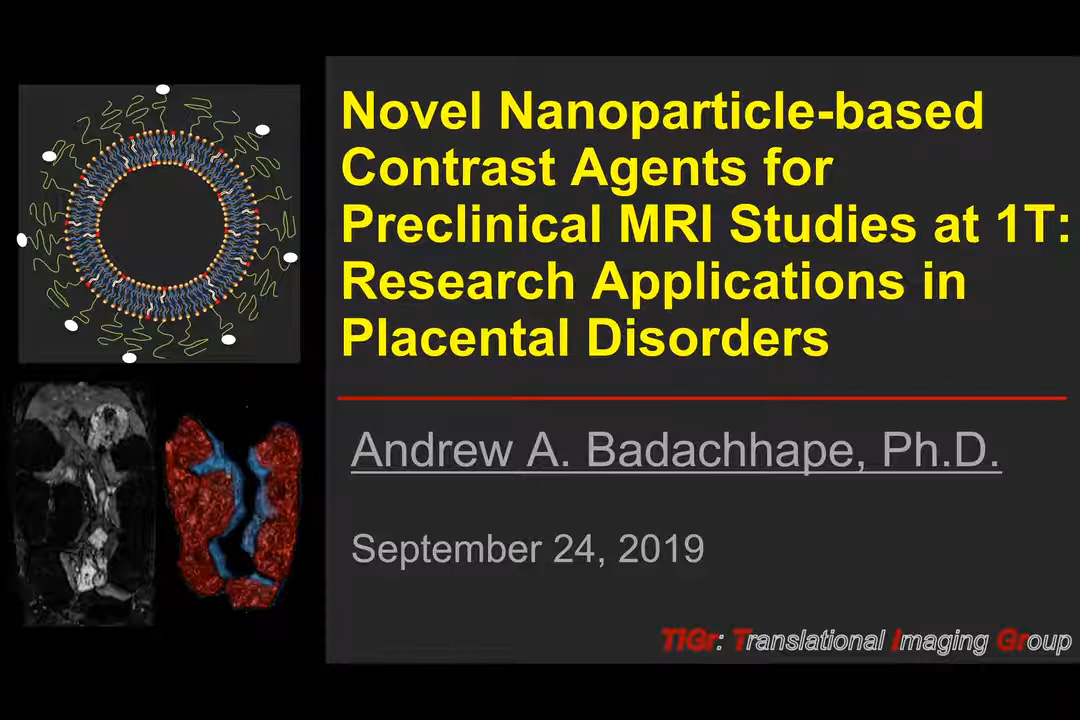 Novel Nanoparticle-based
Contrast Agents for
Preclinical MRI Studies at 1T:
Research Applications in
Placental Disorders
Andrew A. Badachhape, Ph.D.
September 24, 2019
TIGr: Translational Imaging Group